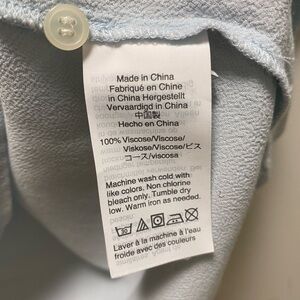 Made in China
Fabriqué en Chine
in China Hergestellt
Vervaardigd in China
中国製
Hecho en China
100% Viscose/Viscose/
Viskose/Viscose/ビス
コース/viscosa
Machine wash cold with
like colors. Non chlorine
bleach only. Tumble dry
low. Warm iron as needed.
Laver à la machine à l'eau
froide avec des couleurs